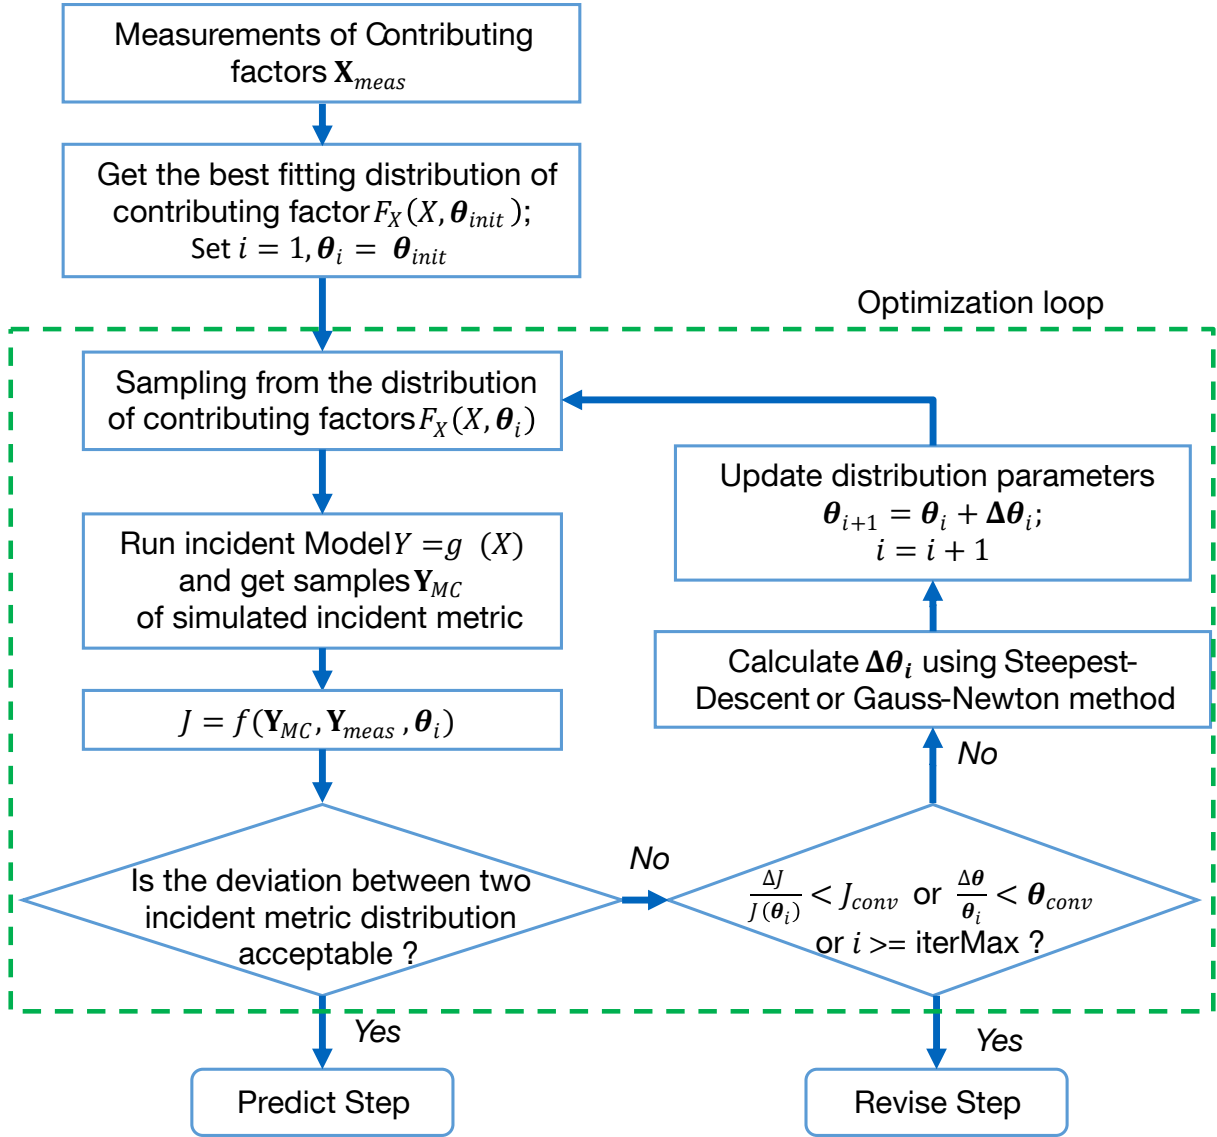 Measurements of Contributing
factors 𝐗_meas
Get the best fitting distribution of
contributing factor F_X(X, 𝜽_init);
Set i = 1, 𝜽_i = 𝜽_init
Optimization loop
Sampling from the distribution
of contributing factors F_X(X, 𝜽_i)
Run incident Model Y = g (X)
and get samples 𝐘_MC
of simulated incident metric
J = f(𝐘_MC, 𝐘_meas, 𝜽_i)
Is the deviation between two
incident metric distribution
acceptable ?
No
Yes
Predict Step
ΔJ/J(𝜽_i) < J_conv or Δ𝜽/𝜽_i < 𝜽_conv
or i >= iterMax ?
No
Calculate 𝚫𝜽_i using Steepest-
Descent or Gauss-Newton method
Update distribution parameters
𝜽_{i+1} = 𝜽_i + 𝚫𝜽_i;
i = i + 1
Yes
Revise Step